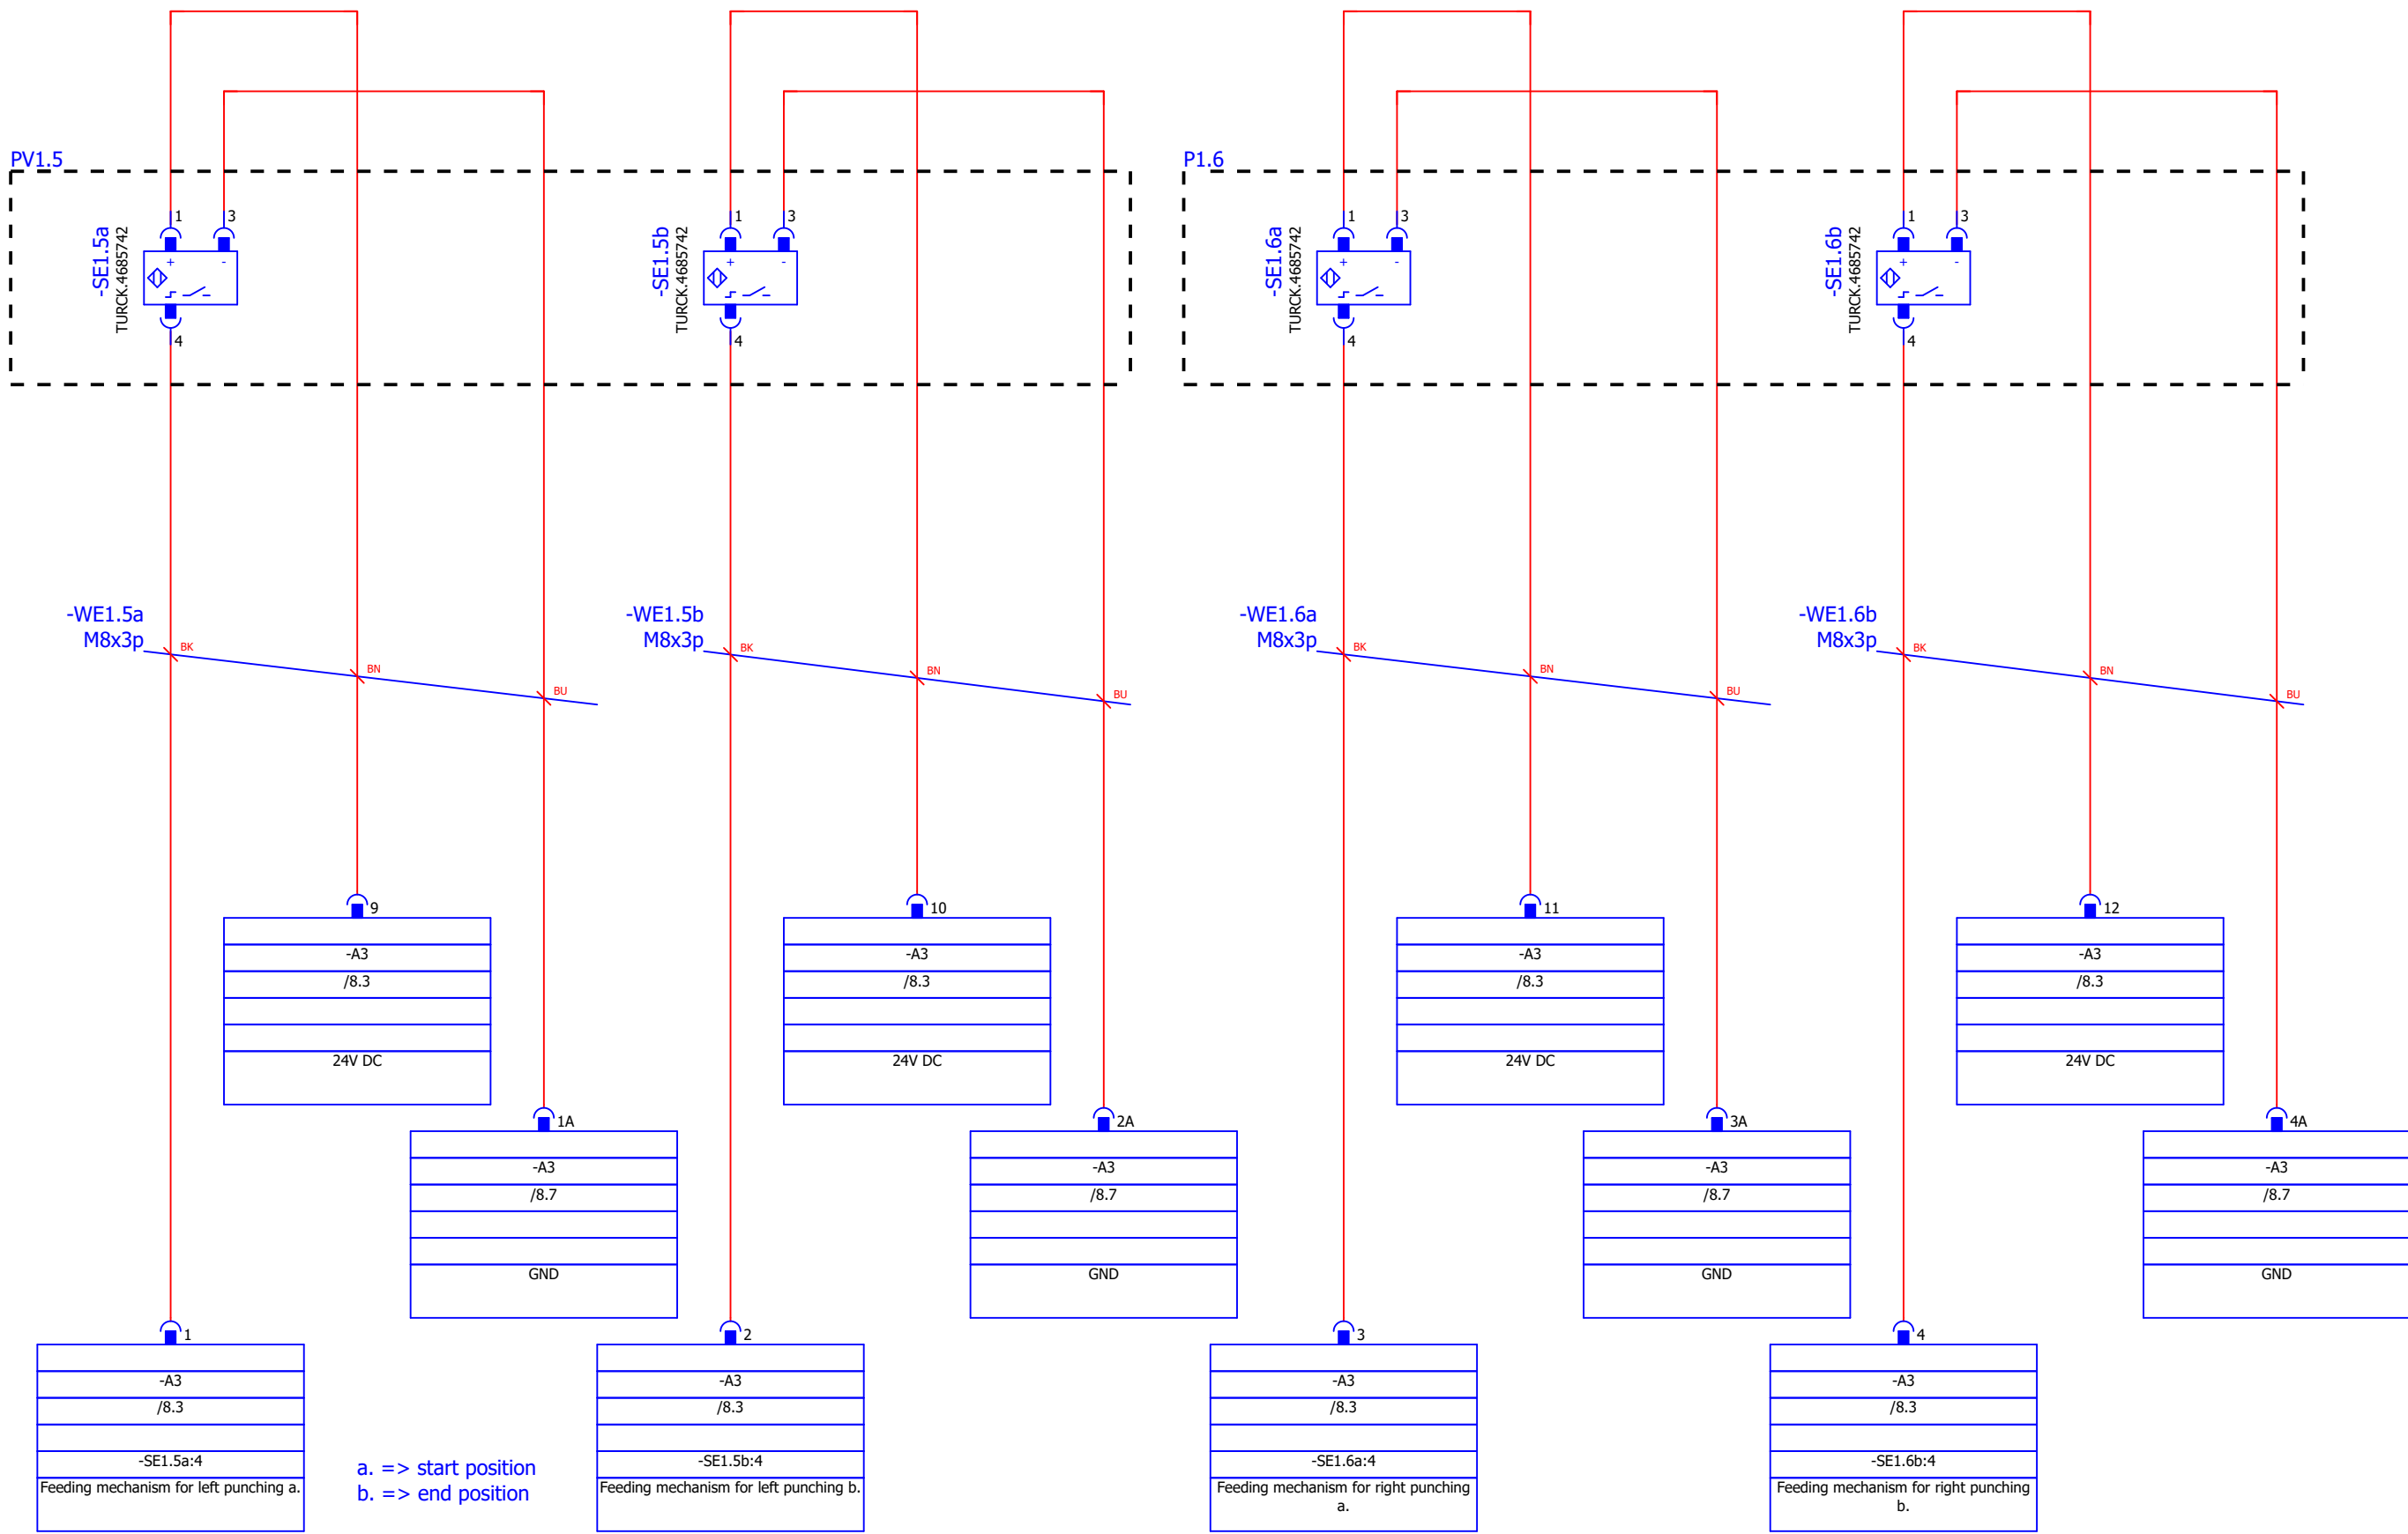 PV1.5
P1.6
1
3
-SE1.5a
TURCK.4685742
+
-
4
1
3
-SE1.5b
TURCK.4685742
+
-
4
1
3
-SE1.6a
TURCK.4685742
+
-
4
1
3
-SE1.6b
TURCK.4685742
+
-
4
-WE1.5a
M8x3p
BK
BN
BU
-WE1.5b
M8x3p
BK
BN
BU
-WE1.6a
M8x3p
BK
BN
BU
-WE1.6b
M8x3p
BK
BN
BU
9
-A3
/8.3
24V DC
10
-A3
/8.3
24V DC
11
-A3
/8.3
24V DC
12
-A3
/8.3
24V DC
1A
-A3
/8.7
GND
2A
-A3
/8.7
GND
3A
-A3
/8.7
GND
4A
-A3
/8.7
GND
1
-A3
/8.3
-SE1.5a:4
Feeding mechanism for left punching a.
a. => start position
b. => end position
2
-A3
/8.3
-SE1.5b:4
Feeding mechanism for left punching b.
3
-A3
/8.3
-SE1.6a:4
Feeding mechanism for right punching
a.
4
-A3
/8.3
-SE1.6b:4
Feeding mechanism for right punching
b.